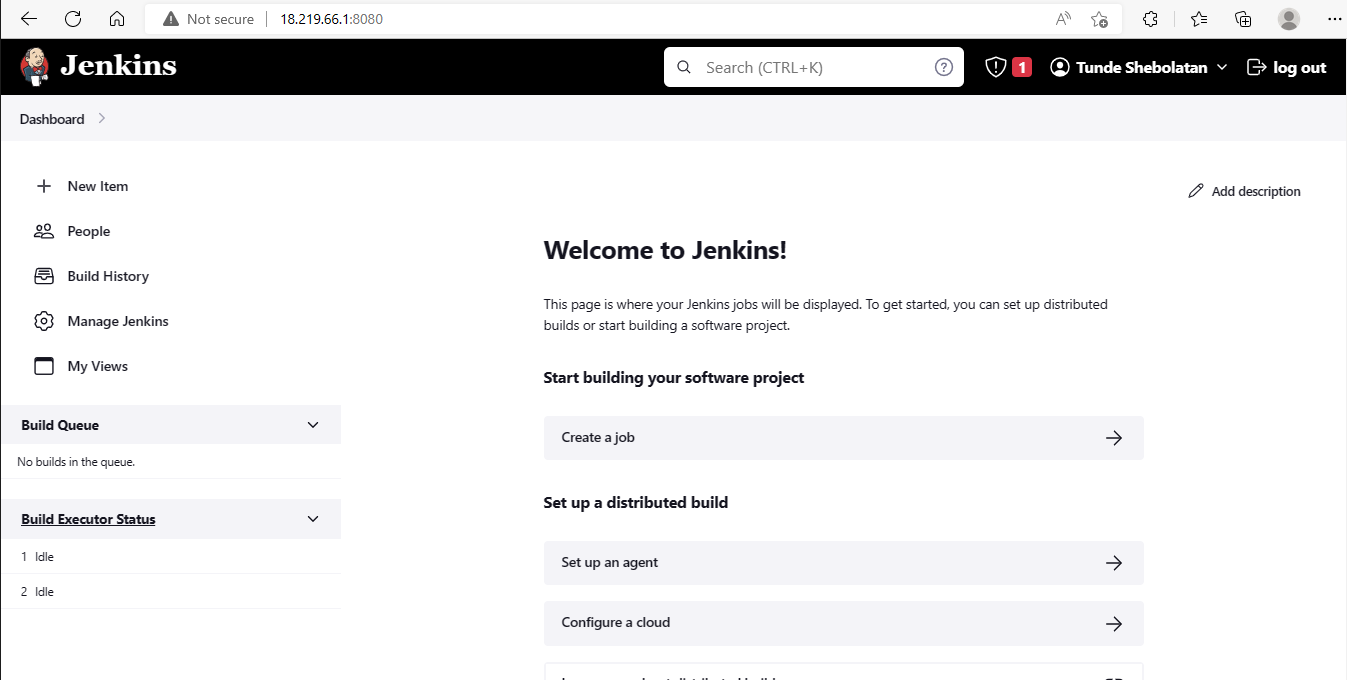 Not secure
18.219.66.1:8080
Jenkins
Search (CTRL+K)
1
Tunde Shebolatan
log out
Dashboard
New Item
People
Build History
Manage Jenkins
My Views
Build Queue
No builds in the queue.
Build Executor Status
1 Idle
2 Idle
Add description
Welcome to Jenkins!
This page is where your Jenkins jobs will be displayed. To get started, you can set up distributed
builds or start building a software project.
Start building your software project
Create a job
Set up a distributed build
Set up an agent
Configure a cloud